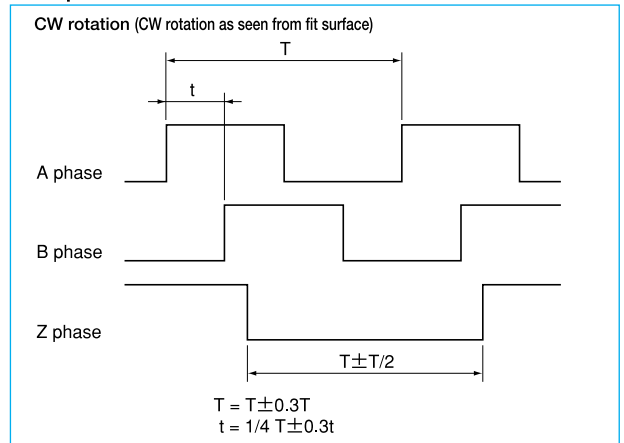 CW rotation (CW rotation as seen from fit surface)
T
t
A phase
B phase
Z phase
T±T/2
T = T±0.3T
t = 1/4 T±0.3t